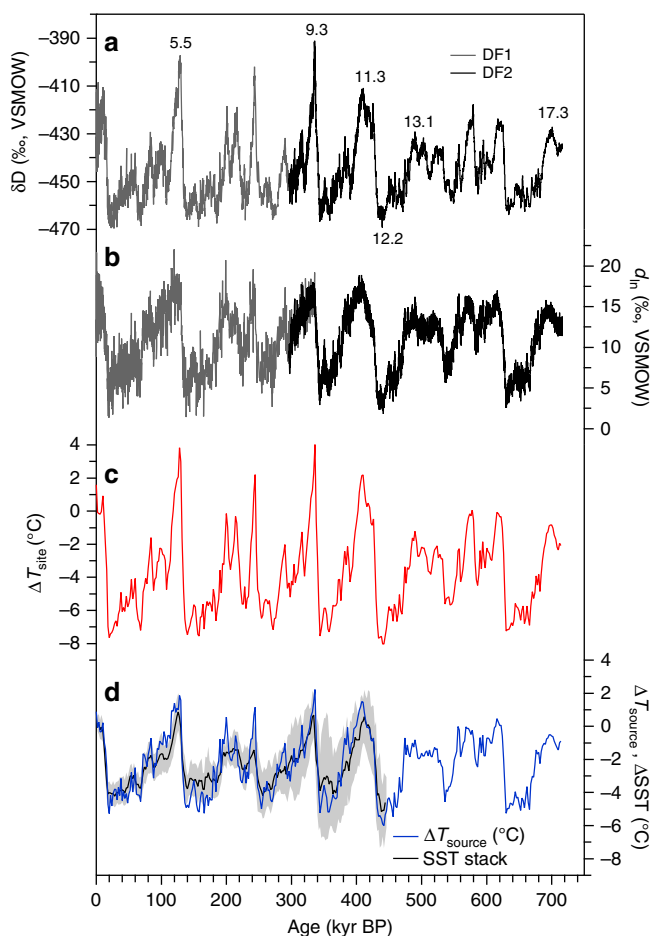 a
δD (‰, VSMOW)
−390
−410
−430
−450
−470
5.5
9.3
11.3
13.1
17.3
12.2
DF1
DF2
b
d_in (‰, VSMOW)
20
15
10
5
0
c
ΔT_site (°C)
4
2
0
−2
−4
−6
−8
d
4
2
0
−2
−4
−6
−8
ΔT_source, ΔSST (°C)
ΔT_source (°C)
SST stack
0 100 200 300 400 500 600 700
Age (kyr BP)